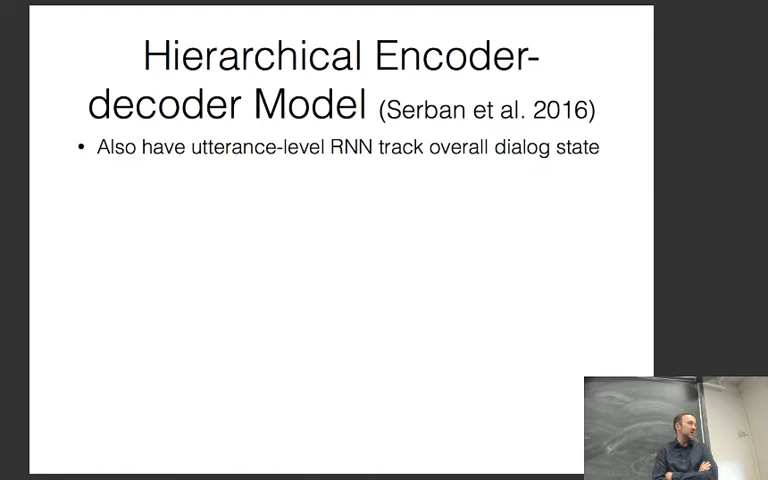 Hierarchical Encoder-
decoder Model (Serban et al. 2016)
• Also have utterance-level RNN track overall dialog state